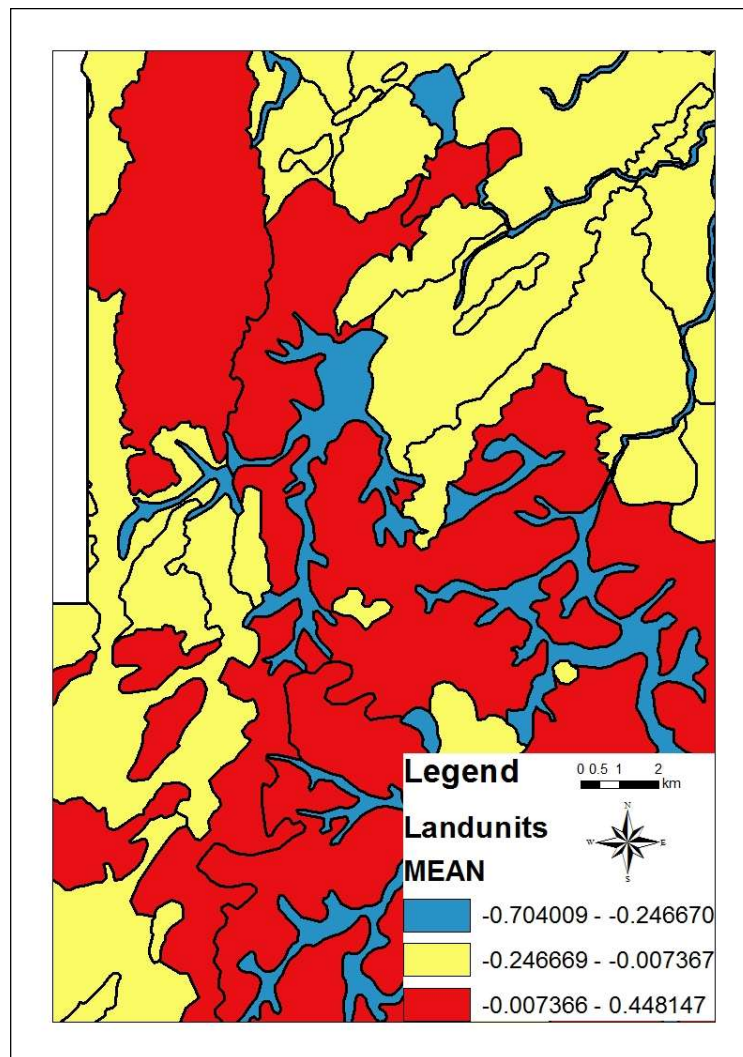 Legend
0 0.5 1 2
km
Landunits
N
W E
S
MEAN
-0.704009 - -0.246670
-0.246669 - -0.007367
-0.007366 - 0.448147